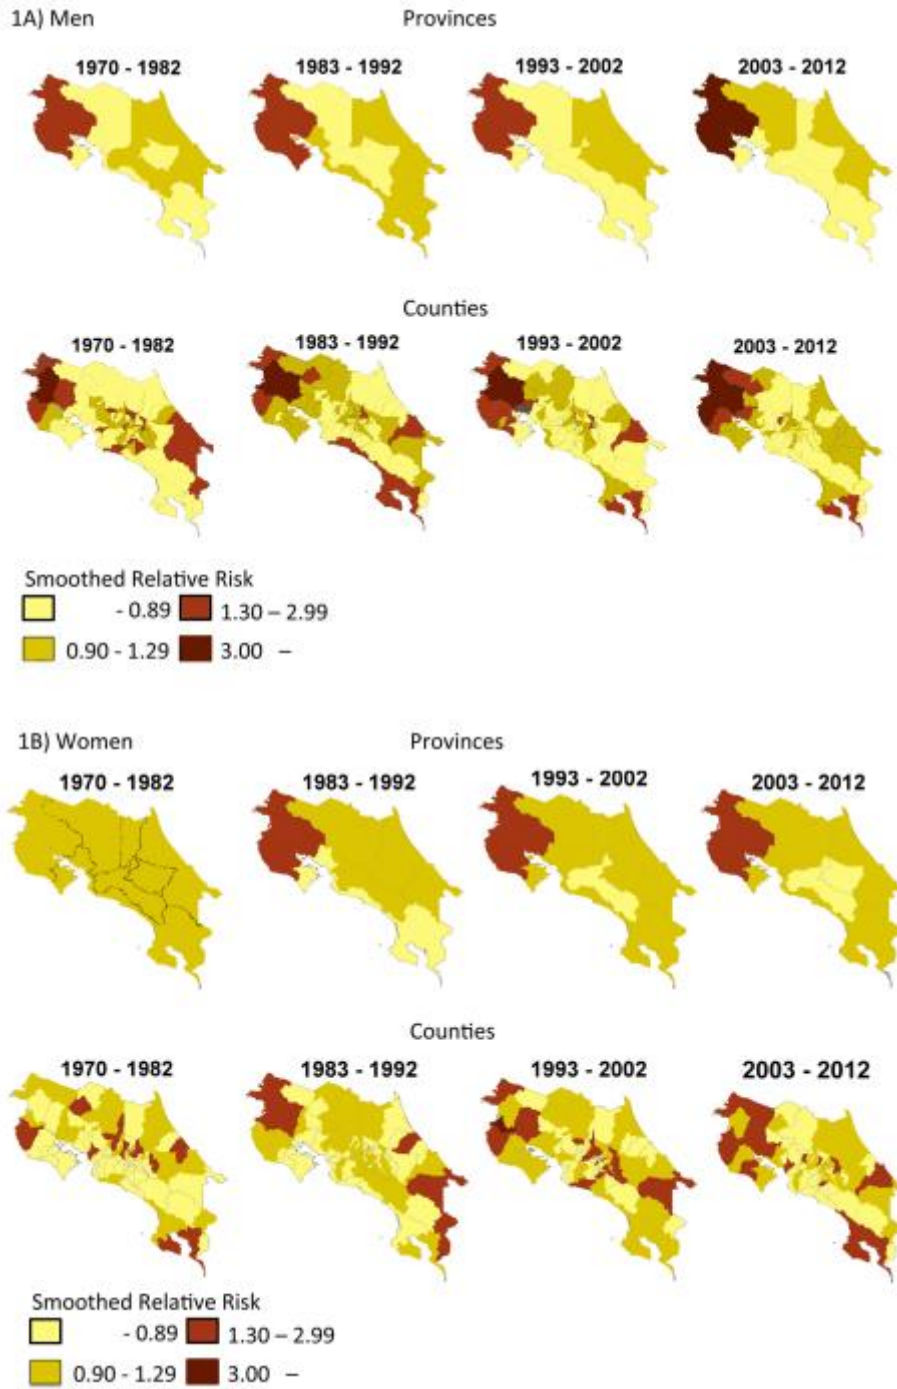 1A) Men
Provinces
1970 - 1982
1983 - 1992
1993 - 2002
2003 - 2012
Counties
1970 - 1982
1983 - 1992
1993 - 2002
2003 - 2012
Smoothed Relative Risk
- 0.89
1.30 – 2.99
0.90 - 1.29
3.00 –
1B) Women
Provinces
1970 - 1982
1983 - 1992
1993 - 2002
2003 - 2012
Counties
1970 - 1982
1983 - 1992
1993 - 2002
2003 - 2012
Smoothed Relative Risk
- 0.89
1.30 – 2.99
0.90 - 1.29
3.00 –